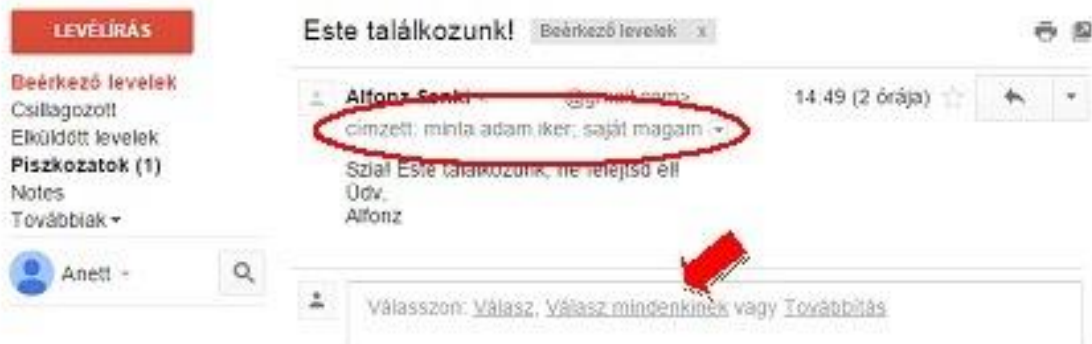 LEVÉLÍRÁS
Beérkező levelek
Csillagozott
Elküldött levelek
Piszkozatok (1)
Notes
Továbbiak
Anett
Este találkozunk! Beérkező levelek x
Alfonz Senki @gmail.com>
14:49 (2 órája)
címzett: minta.adam.iker, saját magam
Szia! Este találkozunk, ne felejtsd el!
Üdv,
Alfonz
Válasszon: Válasz, Válasz mindenkinek vagy Továbbítás